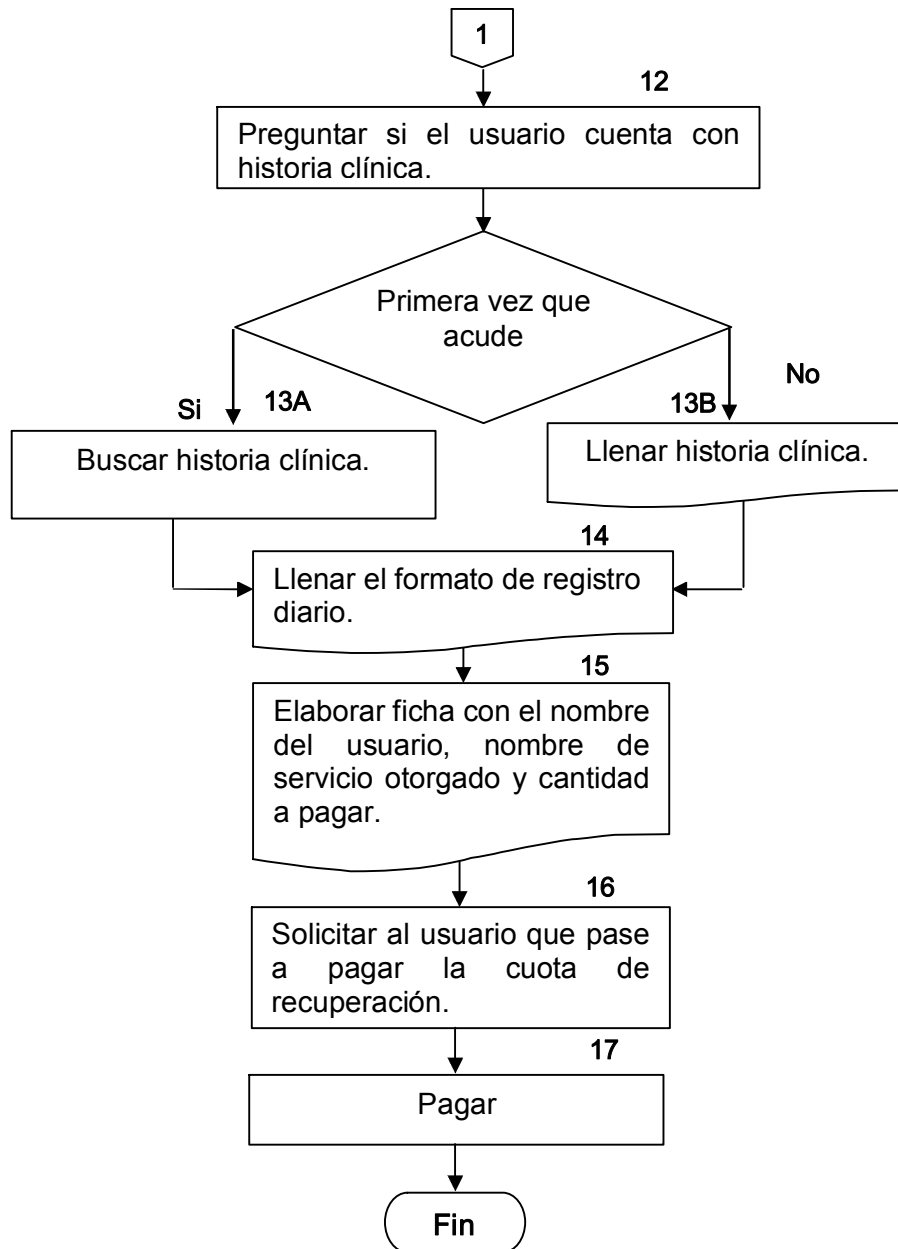 1
12
Preguntar si el usuario cuenta con
historia clínica.
Primera vez que
acude
Si
13A
No
13B
Buscar historia clínica.
Llenar historia clínica.
14
Llenar el formato de registro
diario.
15
Elaborar ficha con el nombre
del usuario, nombre de
servicio otorgado y cantidad
a pagar.
16
Solicitar al usuario que pase
a pagar la cuota de
recuperación.
17
Pagar
Fin